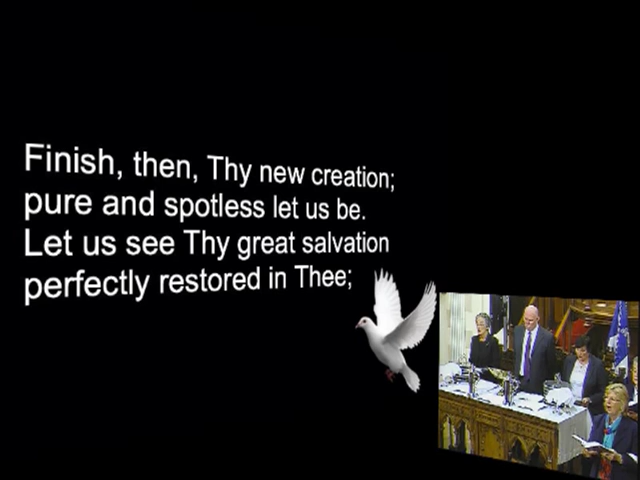 Finish, then, Thy new creation;
pure and spotless let us be.
Let us see Thy great salvation
perfectly restored in Thee;